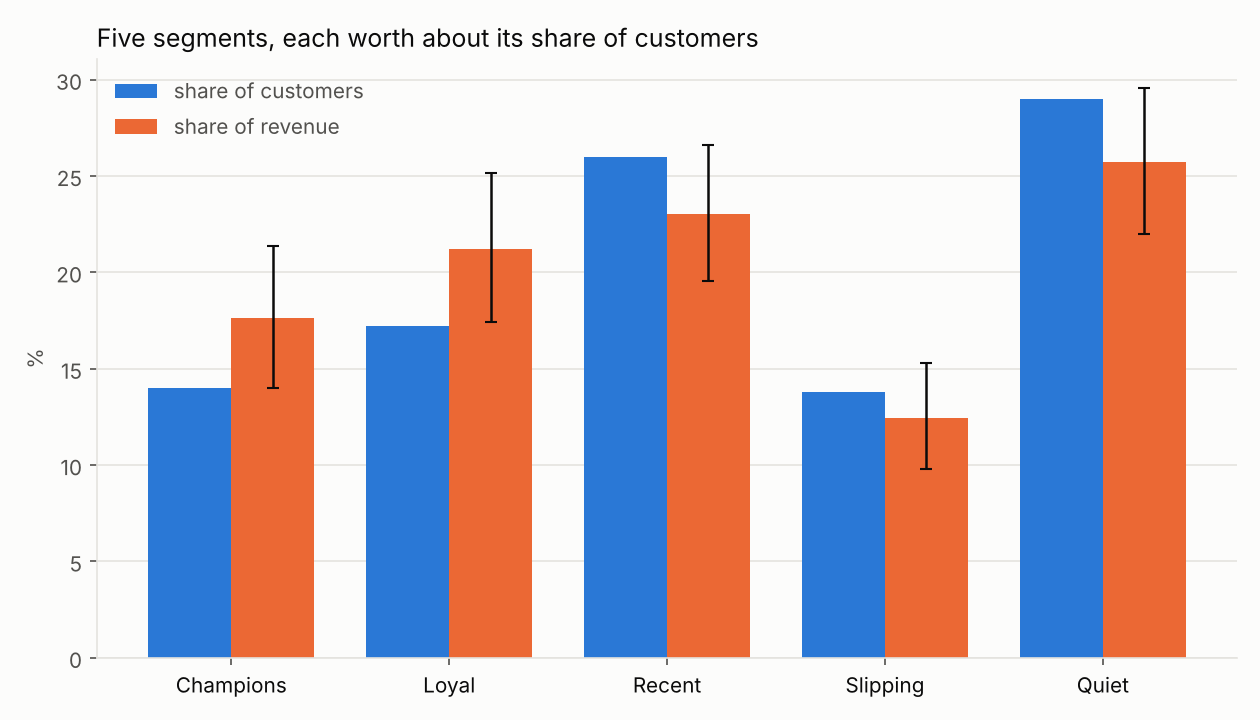 Five segments, each worth about its share of customers
share of customers
share of revenue
%
30
25
20
15
10
5
0
Champions
Loyal
Recent
Slipping
Quiet